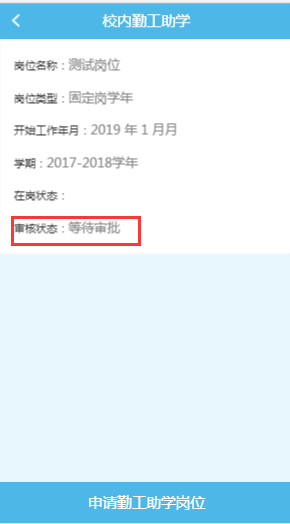 校内勤工助学
岗位名称：测试岗位
岗位类型：固定岗学年
开始工作年月：2019 年 1 月月
学期：2017-2018学年
在岗状态：
审核状态：等待审批
申请勤工助学岗位